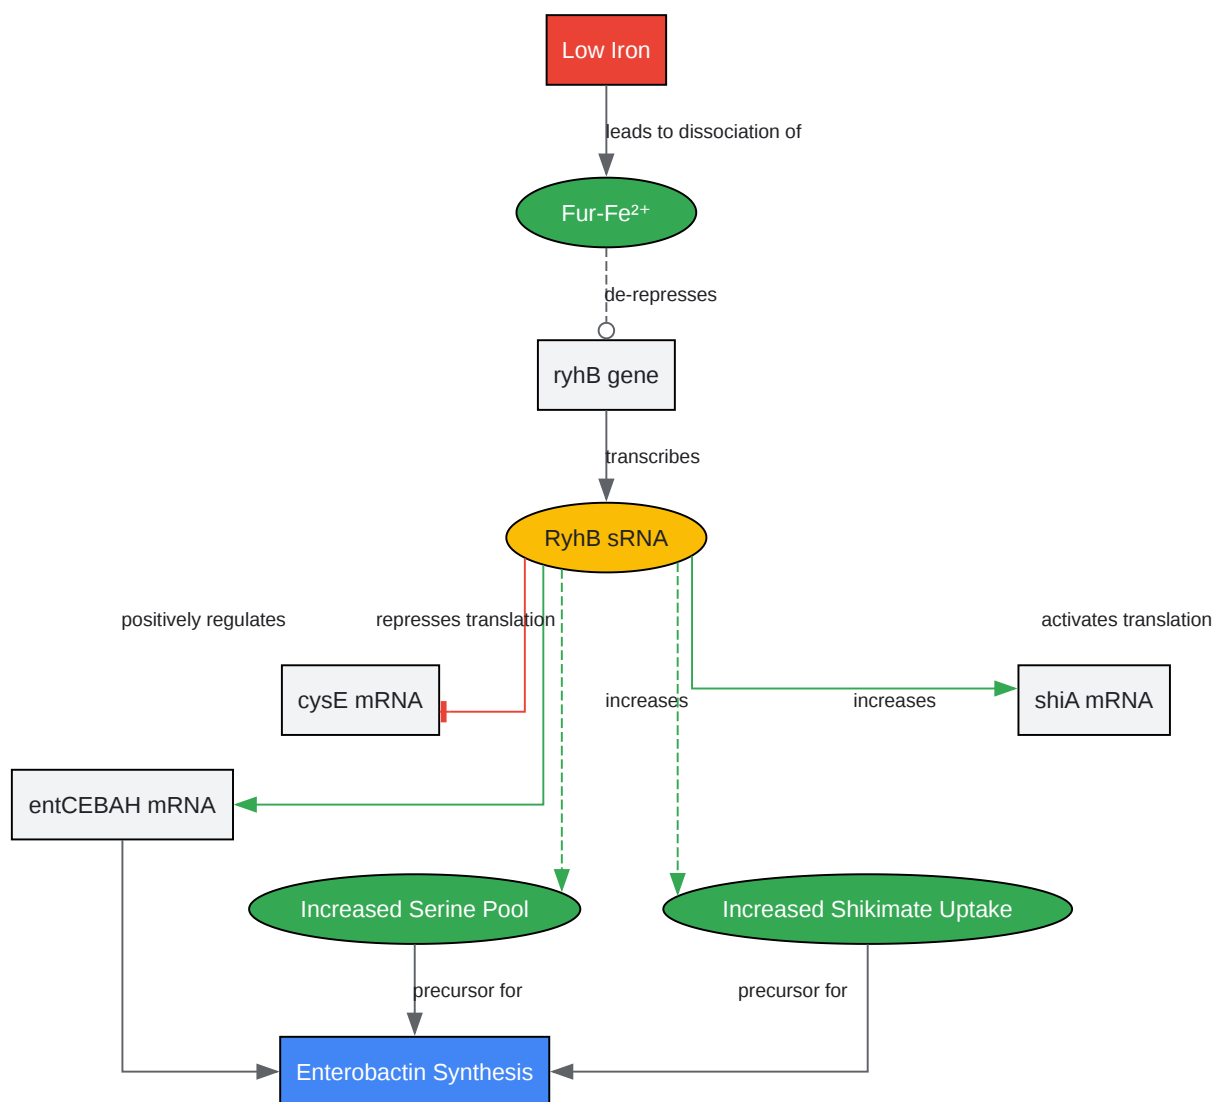 Low Iron
leads to dissociation of
Fur-Fe²⁺
de-represses
ryhB gene
transcribes
RyhB sRNA
positively regulates
represses translation
activates translation
cysE mRNA
increases
increases
shiA mRNA
entCEBAH mRNA
Increased Serine Pool
Increased Shikimate Uptake
precursor for
precursor for
Enterobactin Synthesis